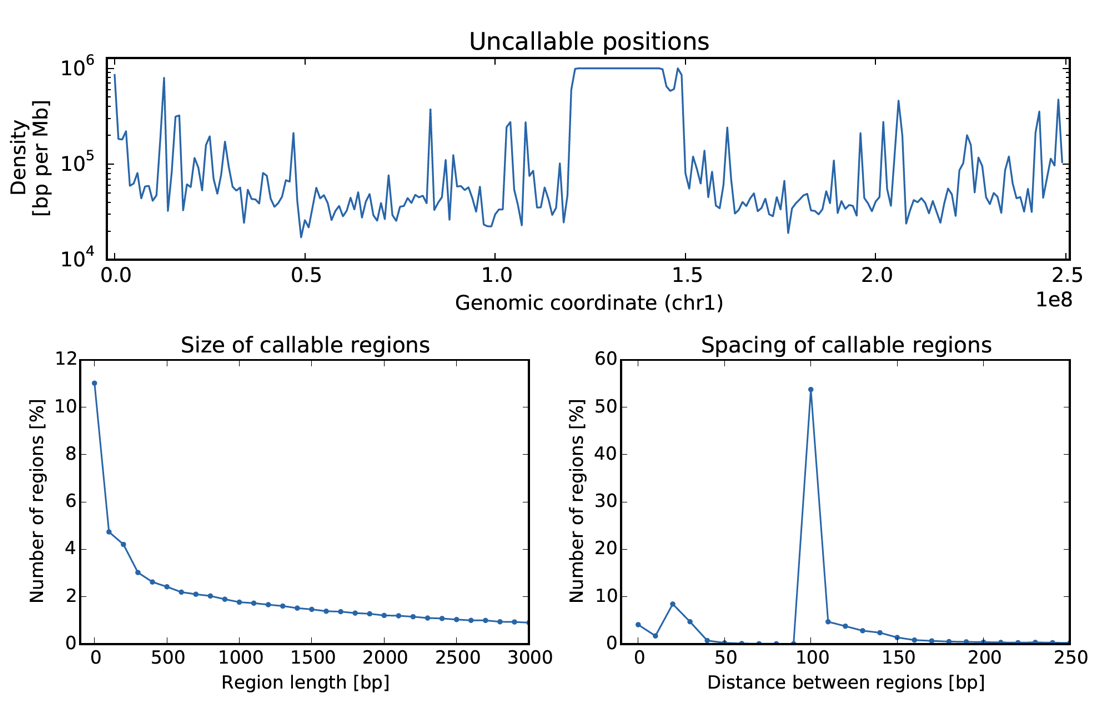 Uncallable positions
Density
[bp per Mb]
10^6
10^5
10^4
0.0 0.5 1.0 1.5 2.0 2.5
1e8
Genomic coordinate (chr1)
Size of callable regions
Number of regions [%]
12
10
8
6
4
2
0
0 500 1000 1500 2000 2500 3000
Region length [bp]
Spacing of callable regions
Number of regions [%]
60
50
40
30
20
10
0
0 50 100 150 200 250
Distance between regions [bp]